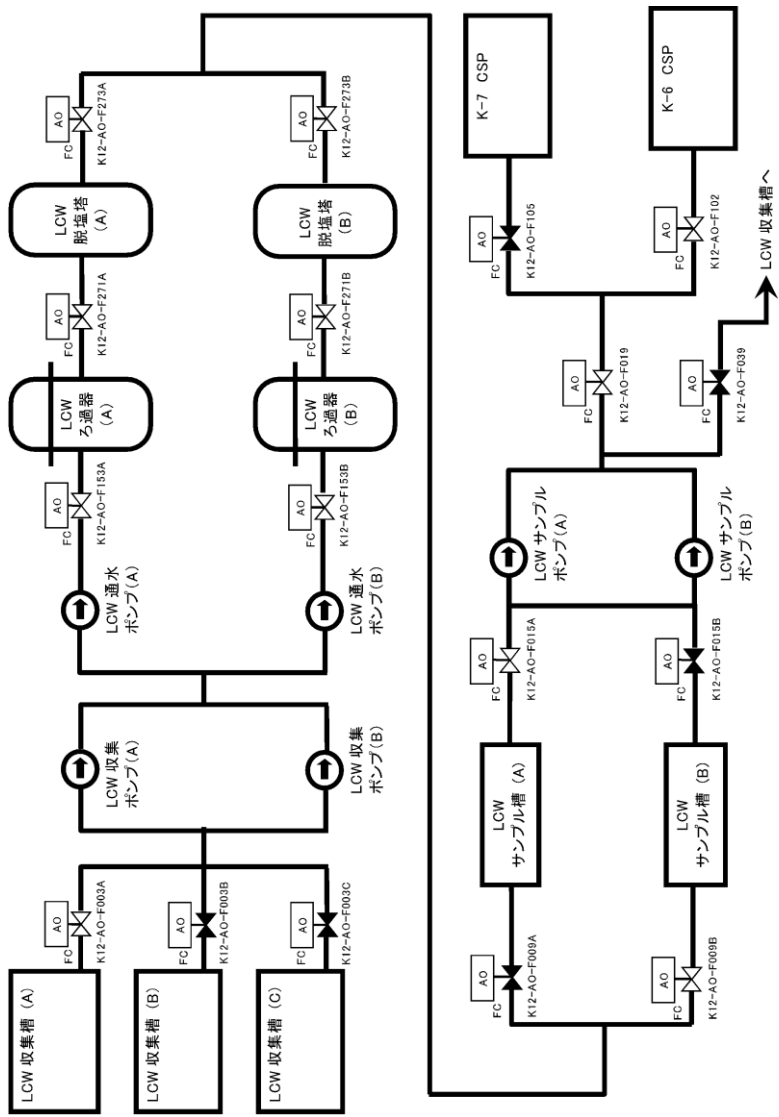 LCW 収集槽 (A)
LCW 収集槽 (B)
LCW 収集槽 (C)
AO
FC
K12-AO-F003A
AO
FC
K12-AO-F003B
AO
FC
K12-AO-F003C
LCW 収集
ポンプ(A)
LCW 収集
ポンプ(B)
LCW 通水
ポンプ(A)
LCW 通水
ポンプ(B)
AO
FC
K12-AO-F153A
AO
FC
K12-AO-F153B
LCW
ろ過器
(A)
LCW
ろ過器
(B)
AO
FC
K12-AO-F271A
AO
FC
K12-AO-F271B
LCW
脱塩塔
(A)
LCW
脱塩塔
(B)
AO
FC
K12-AO-F273A
AO
FC
K12-AO-F273B
AO
FC
K12-AO-F009A
AO
FC
K12-AO-F009B
LCW
サンプル槽 (A)
LCW
サンプル槽 (B)
AO
FC
K12-AO-F015A
AO
FC
K12-AO-F015B
LCW サンプル
ポンプ(A)
LCW サンプル
ポンプ(B)
AO
FC
K12-AO-F019
AO
FC
K12-AO-F039
LCW 収集槽へ
AO
FC
K12-AO-F105
AO
FC
K12-AO-F102
K-7 CSP
K-6 CSP